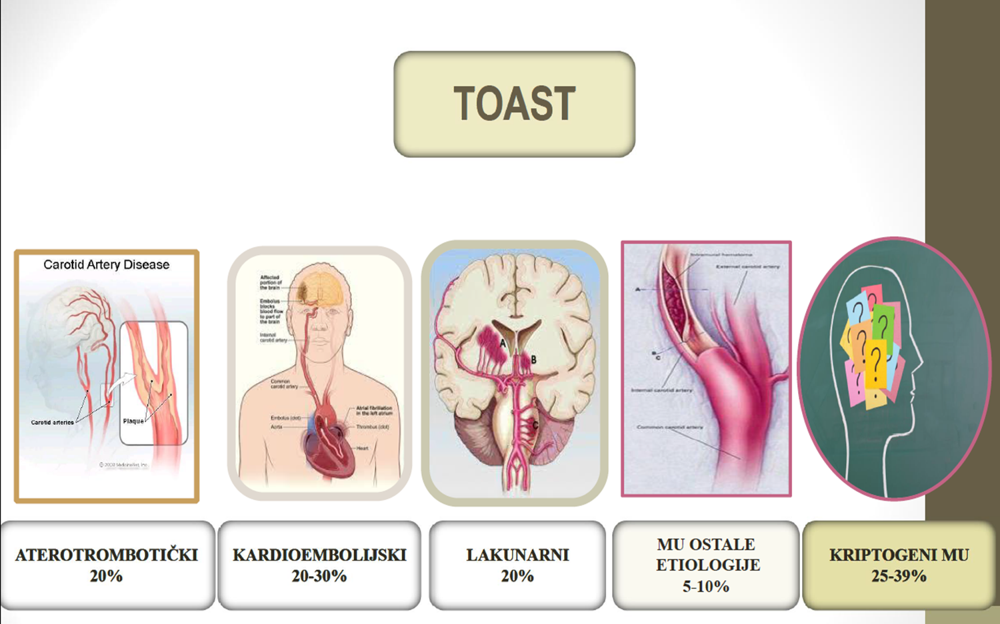 TOAST
Carotid Artery Disease
Carotid arteries
Plaque
© 2009 MedicineNet, Inc.
Affected
portion of
the brain
Embolus
blocks
blood flow
to part of
the brain
Internal
carotid artery
Common
carotid artery
Atrial fibrillation
in the left atrium
Embolus (clot)
Aorta
Thrombus (clot)
Heart
A
B
C
Intramural hematoma
External carotid artery
A
B
C
Internal carotid artery
Common carotid artery
?
?
?
?
?
?
ATEROTROMBOTIČKI
20%
KARDIOEMBOLIJSKI
20-30%
LAKUNARNI
20%
MU OSTALE
ETIOLOGIJE
5-10%
KRIPTOGENI MU
25-39%